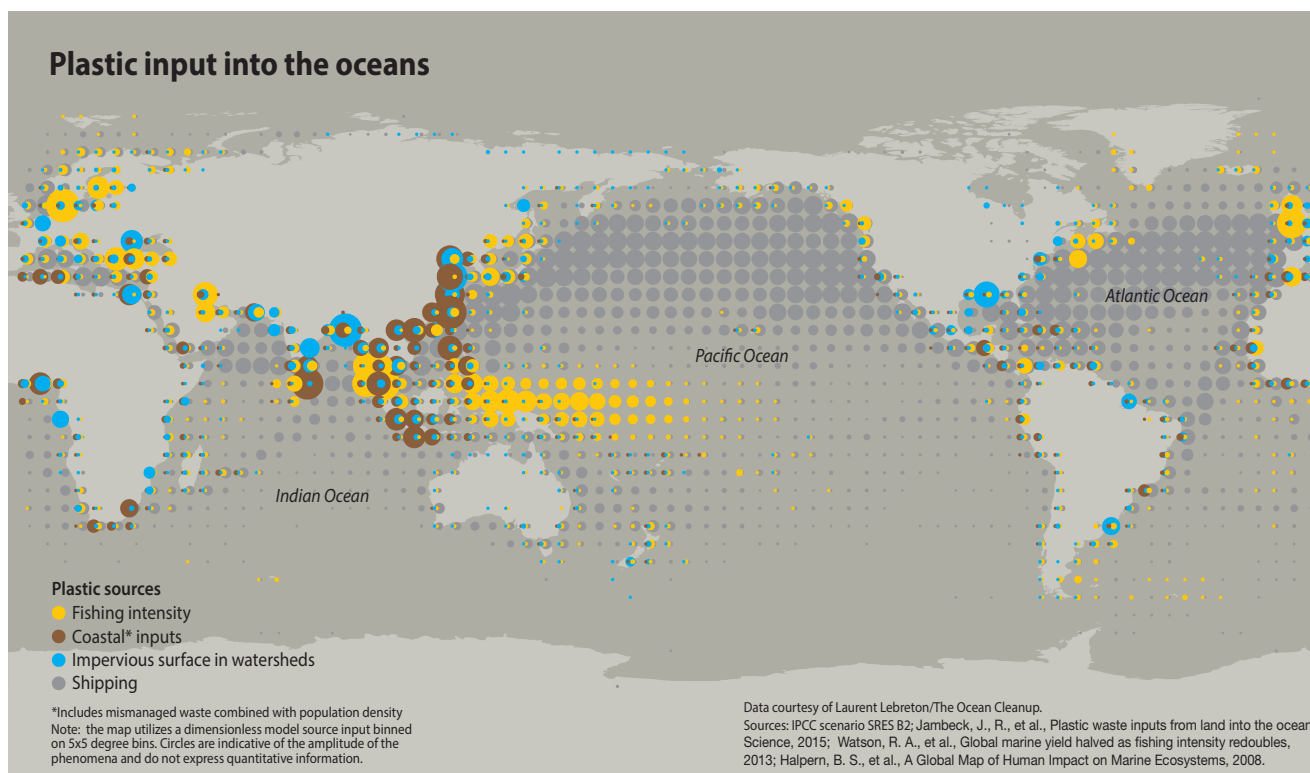 Plastic input into the oceans
Atlantic Ocean
Pacific Ocean
Indian Ocean
Plastic sources
Fishing intensity
Coastal* inputs
Impervious surface in watersheds
Shipping
*Includes mismanaged waste combined with population density
Note: the map utilizes a dimensionless model source input binned
on 5x5 degree bins. Circles are indicative of the amplitude of the
phenomena and do not express quantitative information.
Data courtesy of Laurent Lebreton/The Ocean Cleanup.
Sources: IPCC scenario SRES B2; Jambeck, J., R., et al., Plastic waste inputs from land into the ocean
Science, 2015; Watson, R. A., et al., Global marine yield halved as fishing intensity redoubles,
2013; Halpern, B. S., et al., A Global Map of Human Impact on Marine Ecosystems, 2008.